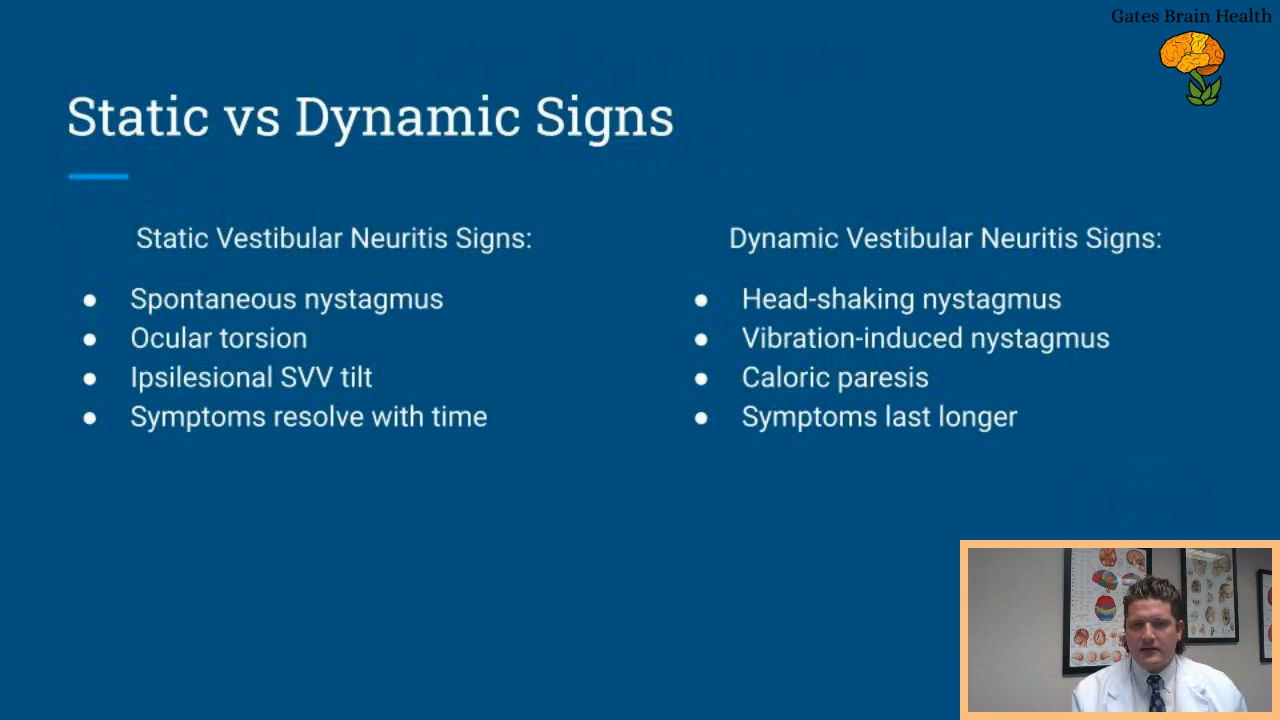 Gates Brain Health
Static vs Dynamic Signs
Static Vestibular Neuritis Signs:
● Spontaneous nystagmus
● Ocular torsion
● Ipsilesional SVV tilt
● Symptoms resolve with time
Dynamic Vestibular Neuritis Signs:
● Head-shaking nystagmus
● Vibration-induced nystagmus
● Caloric paresis
● Symptoms last longer